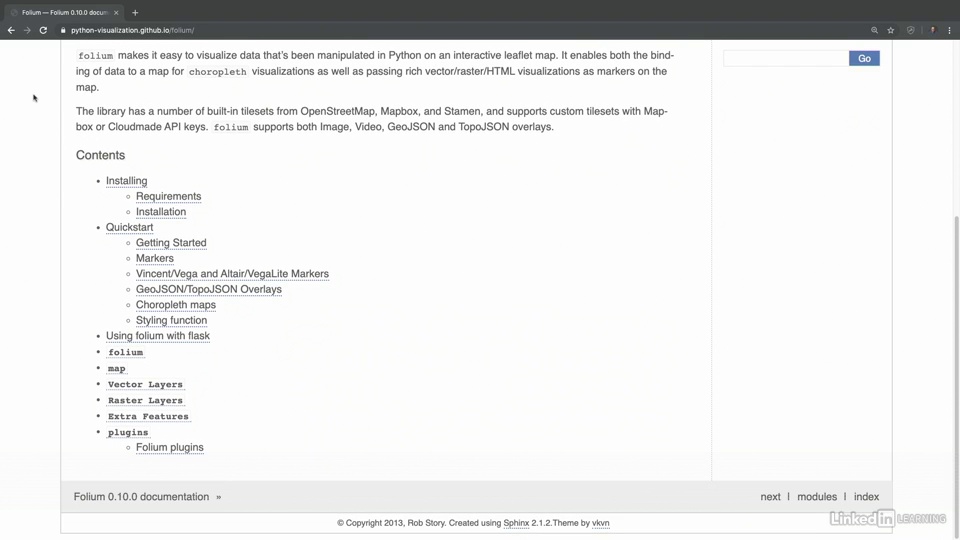 Folium — Folium 0.10.0 docum
python-visualization.github.io/folium/
folium makes it easy to visualize data that's been manipulated in Python on an interactive leaflet map. It enables both the bind-
ing of data to a map for choropleth visualizations as well as passing rich vector/raster/HTML visualizations as markers on the
map.
Go
The library has a number of built-in tilesets from OpenStreetMap, Mapbox, and Stamen, and supports custom tilesets with Map-
box or Cloudmade API keys. folium supports both Image, Video, GeoJSON and TopoJSON overlays.
Contents
• Installing
◦ Requirements
◦ Installation
• Quickstart
◦ Getting Started
◦ Markers
◦ Vincent/Vega and Altair/VegaLite Markers
◦ GeoJSON/TopoJSON Overlays
◦ Choropleth maps
◦ Styling function
• Using folium with flask
• folium
• map
• Vector Layers
• Raster Layers
• Extra Features
• plugins
◦ Folium plugins
Folium 0.10.0 documentation » next | modules | index
© Copyright 2013, Rob Story. Created using Sphinx 2.1.2.Theme by vkvn
Linked in LEARNING